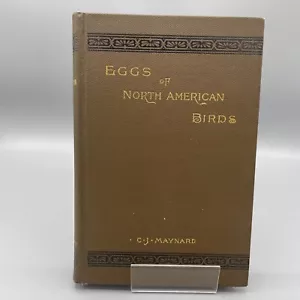 Eggs of
North American
Birds
C·J·Maynard